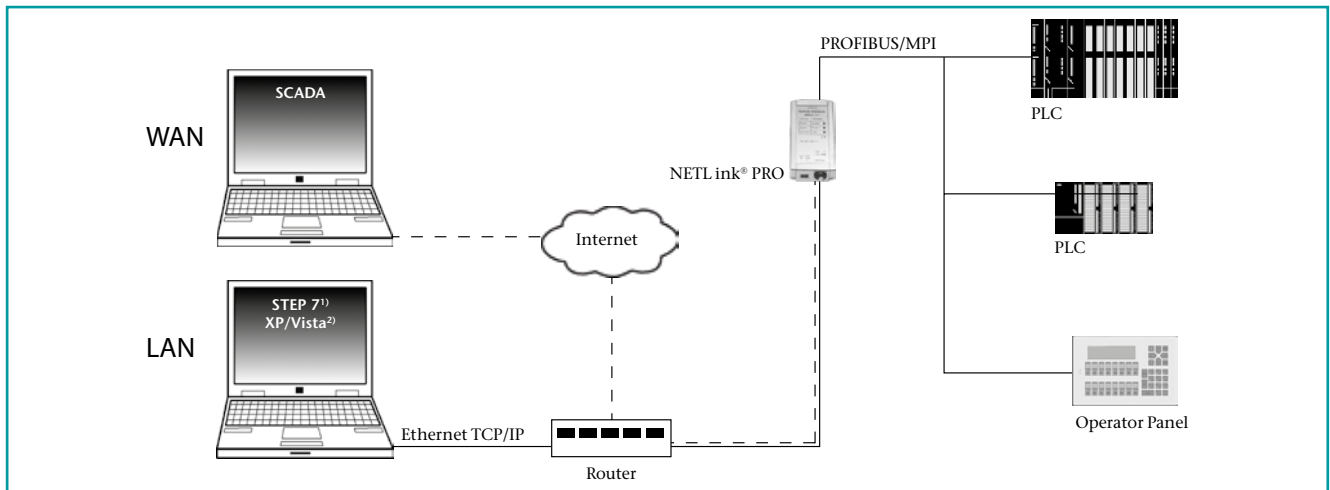 PROFIBUS/MPI
SCADA
WAN
PLC
NETL ink® PRO
PLC
Internet
STEP 7¹⁾
XP/Vista²⁾
LAN
Ethernet TCP/IP
Router
Operator Panel